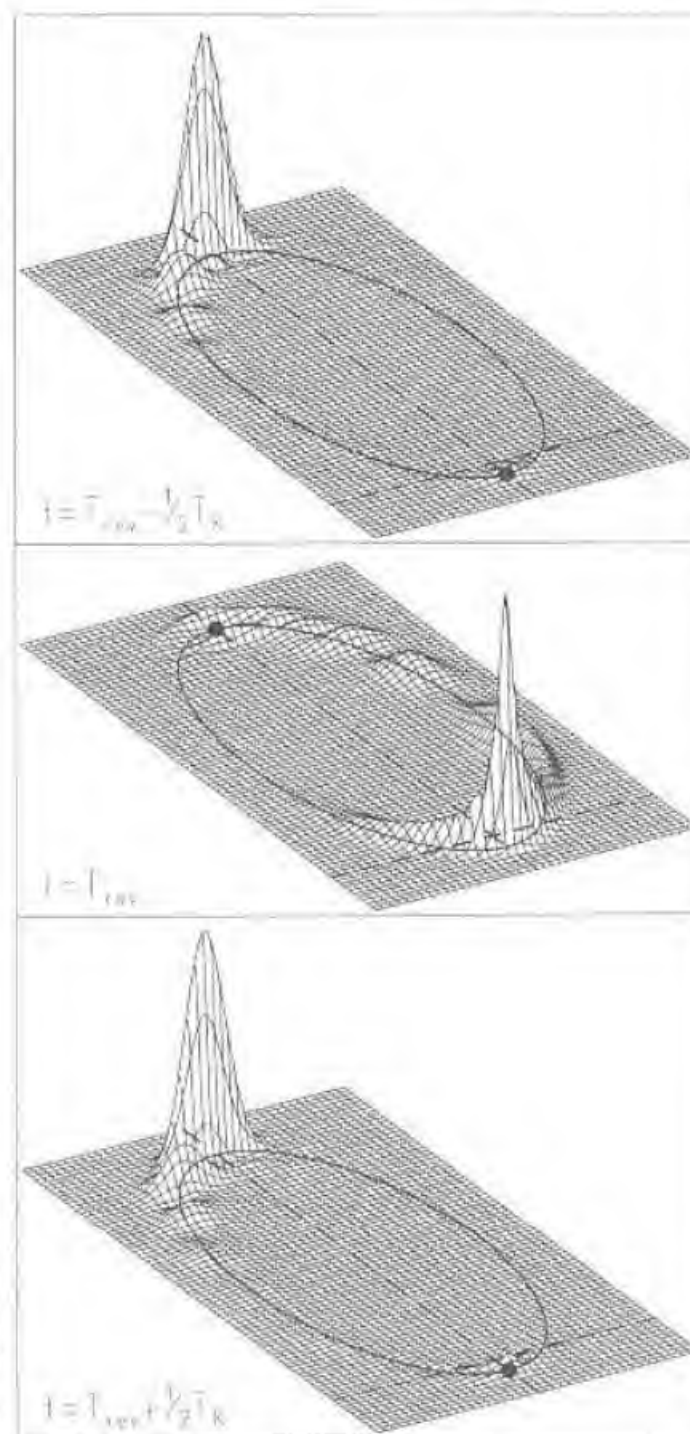 t = T_rev - 1/2 T_K
t = T_rev
t = T_rev + 1/2 T_K